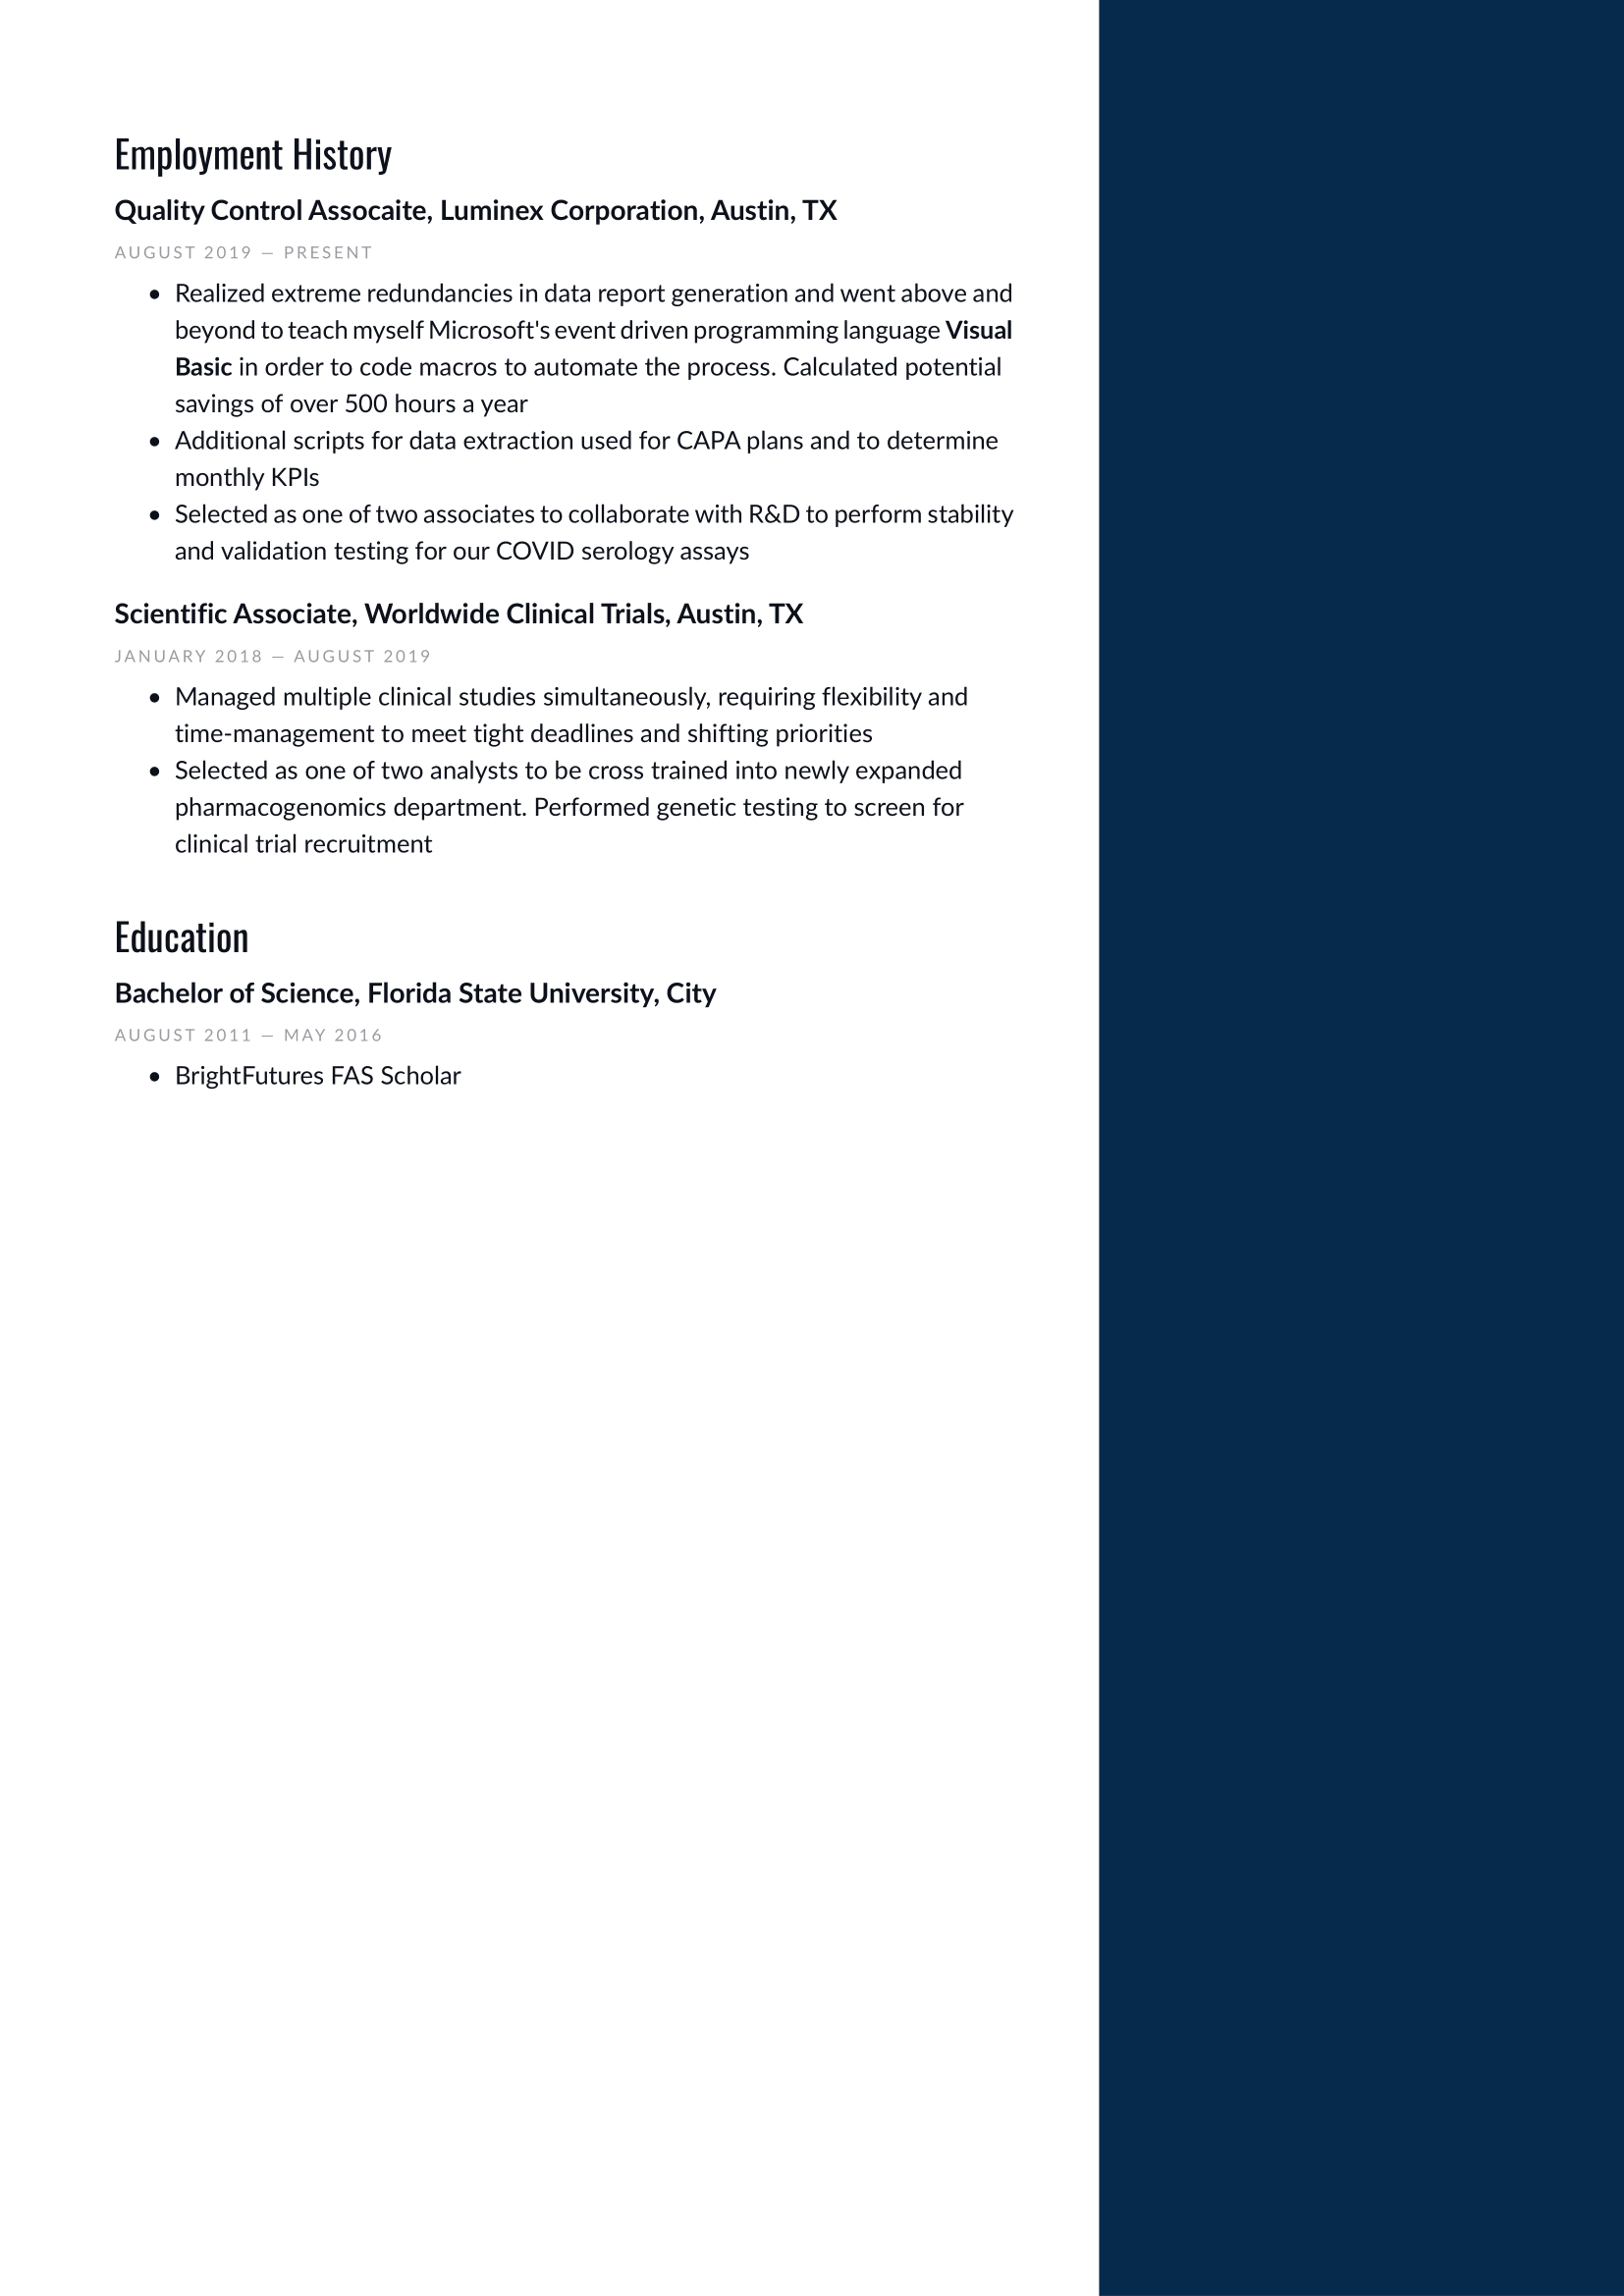 Employment History
Quality Control Assocaite, Luminex Corporation, Austin, TX
AUGUST 2019 — PRESENT
• Realized extreme redundancies in data report generation and went above and
beyond to teach myself Microsoft's event driven programming language Visual
Basic in order to code macros to automate the process. Calculated potential
savings of over 500 hours a year
• Additional scripts for data extraction used for CAPA plans and to determine
monthly KPIs
• Selected as one of two associates to collaborate with R&D to perform stability
and validation testing for our COVID serology assays
Scientific Associate, Worldwide Clinical Trials, Austin, TX
JANUARY 2018 — AUGUST 2019
• Managed multiple clinical studies simultaneously, requiring flexibility and
time-management to meet tight deadlines and shifting priorities
• Selected as one of two analysts to be cross trained into newly expanded
pharmacogenomics department. Performed genetic testing to screen for
clinical trial recruitment
Education
Bachelor of Science, Florida State University, City
AUGUST 2011 — MAY 2016
• BrightFutures FAS Scholar